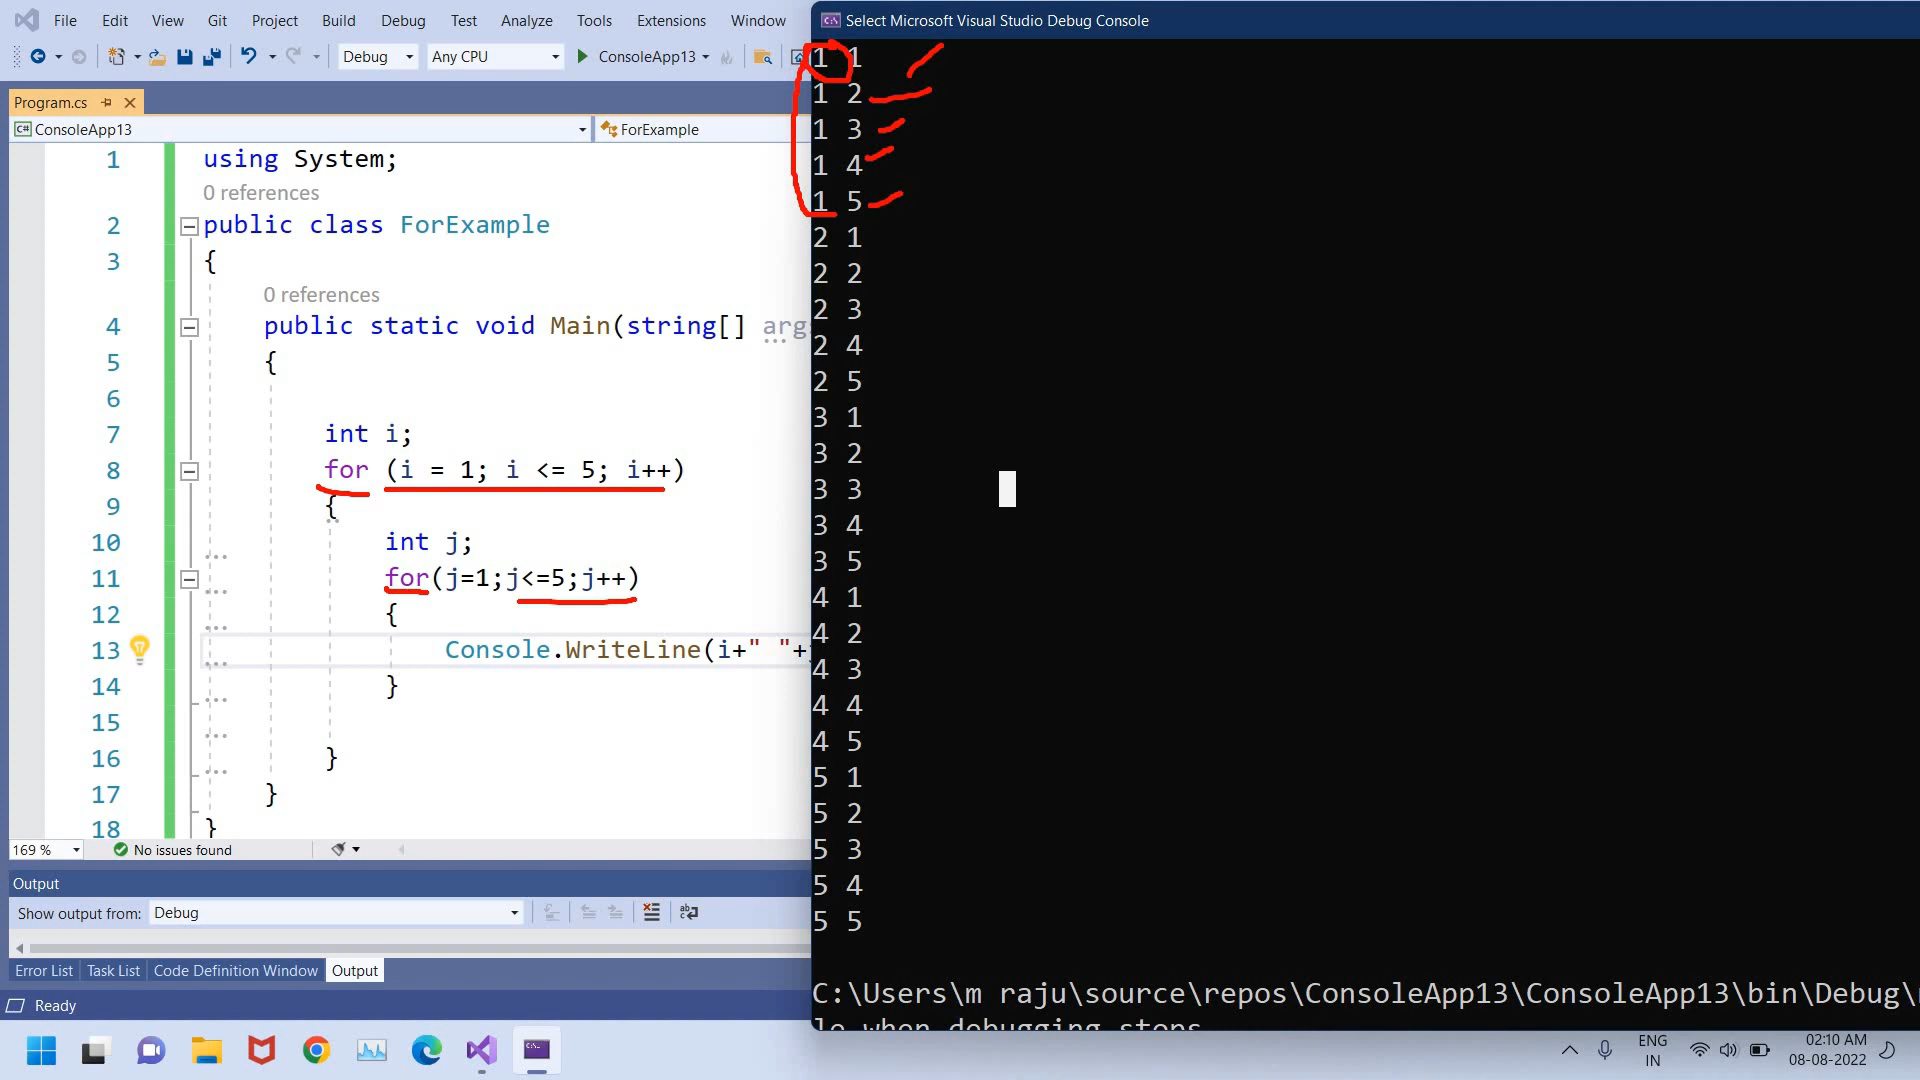 File Edit View Git Project Build Debug Test Analyze Tools Extensions Window
Debug Any CPU ConsoleApp13
Program.cs
ConsoleApp13 ForExample
1 using System;
0 references
2 public class ForExample
3 {
0 references
4 public static void Main(string[] args
5 {
6
7 int i;
8 for (i = 1; i <= 5; i++)
9 {
10 int j;
11 for(j=1;j<=5;j++)
12 {
13 Console.WriteLine(i+" "+j
14 }
15
16 }
17 }
18 }
169 % No issues found
Output
Show output from: Debug
Error List Task List Code Definition Window Output
Ready
Select Microsoft Visual Studio Debug Console
1 1
1 2
1 3
1 4
1 5
2 1
2 2
2 3
2 4
2 5
3 1
3 2
3 3
3 4
3 5
4 1
4 2
4 3
4 4
4 5
5 1
5 2
5 3
5 4
5 5
C:\Users\m raju\source\repos\ConsoleApp13\ConsoleApp13\bin\Debug\
le when debugging stops
ENG
IN
02:10 AM
08-08-2022